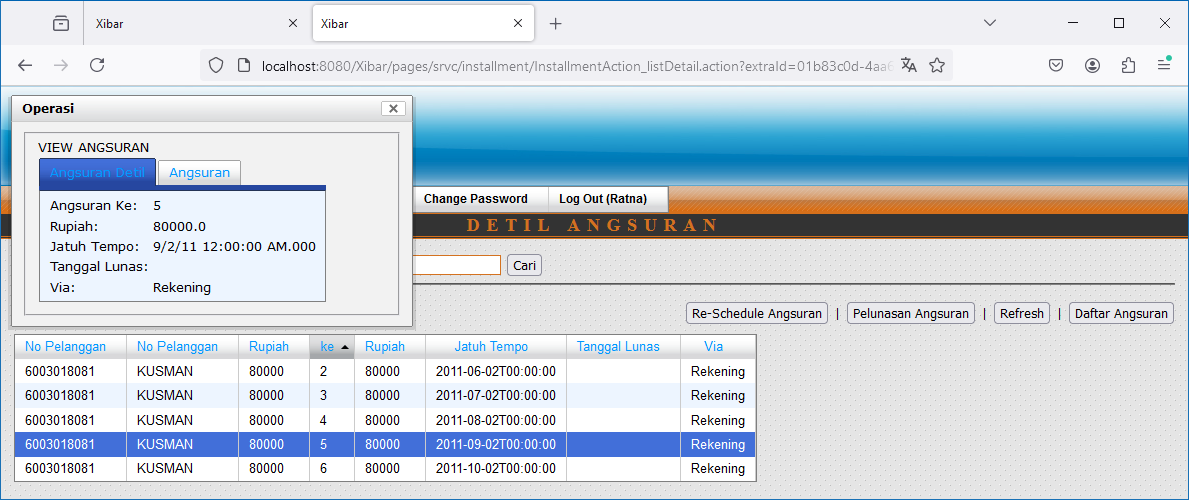 Xibar
Xibar
localhost:8080/Xibar/pages/srvc/installment/InstallmentAction_listDetail.action?extraId=01b83c0d-4aa6
Operasi
VIEW ANGSURAN
Angsuran Detil Angsuran
Angsuran Ke: 5
Rupiah: 80000.0
Jatuh Tempo: 9/2/11 12:00:00 AM.000
Tanggal Lunas:
Via: Rekening
Change Password Log Out (Ratna)
DETIL ANGSURAN
Cari
Re-Schedule Angsuran | Pelunasan Angsuran | Refresh | Daftar Angsuran
No Pelanggan No Pelanggan Rupiah ke Rupiah Jatuh Tempo Tanggal Lunas Via
6003018081 KUSMAN 80000 2 80000 2011-06-02T00:00:00 Rekening
6003018081 KUSMAN 80000 3 80000 2011-07-02T00:00:00 Rekening
6003018081 KUSMAN 80000 4 80000 2011-08-02T00:00:00 Rekening
6003018081 KUSMAN 80000 5 80000 2011-09-02T00:00:00 Rekening
6003018081 KUSMAN 80000 6 80000 2011-10-02T00:00:00 Rekening